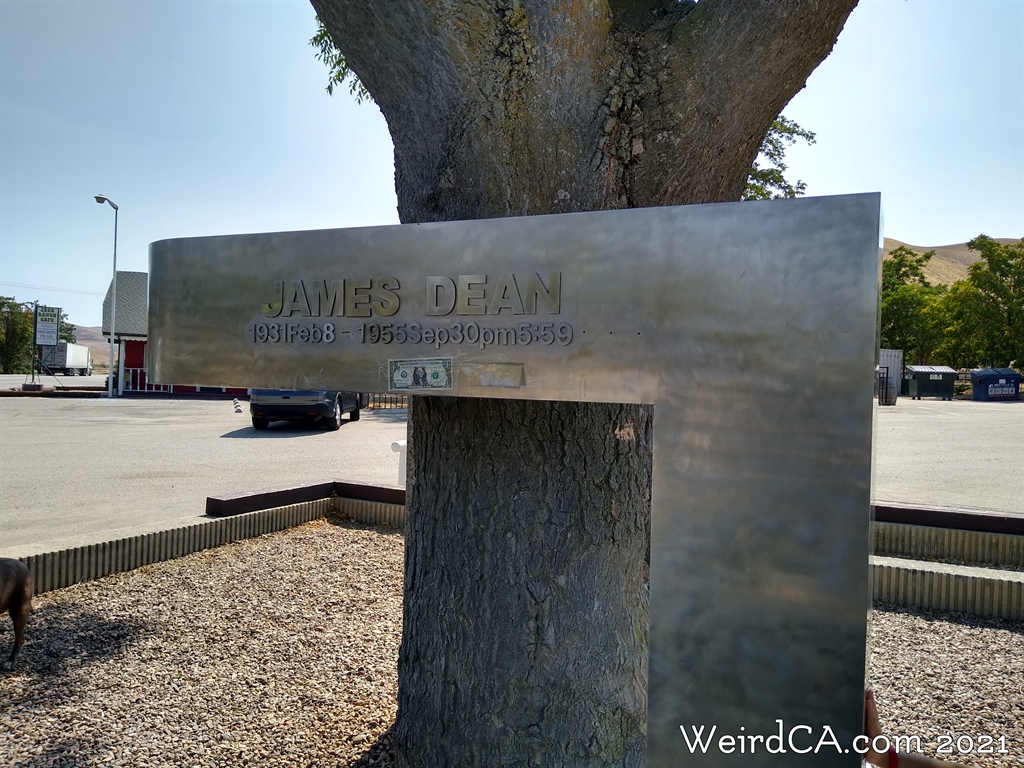 JAMES DEAN
1931Feb8 - 1955Sep30pm5:59
WeirdCA.com 2021